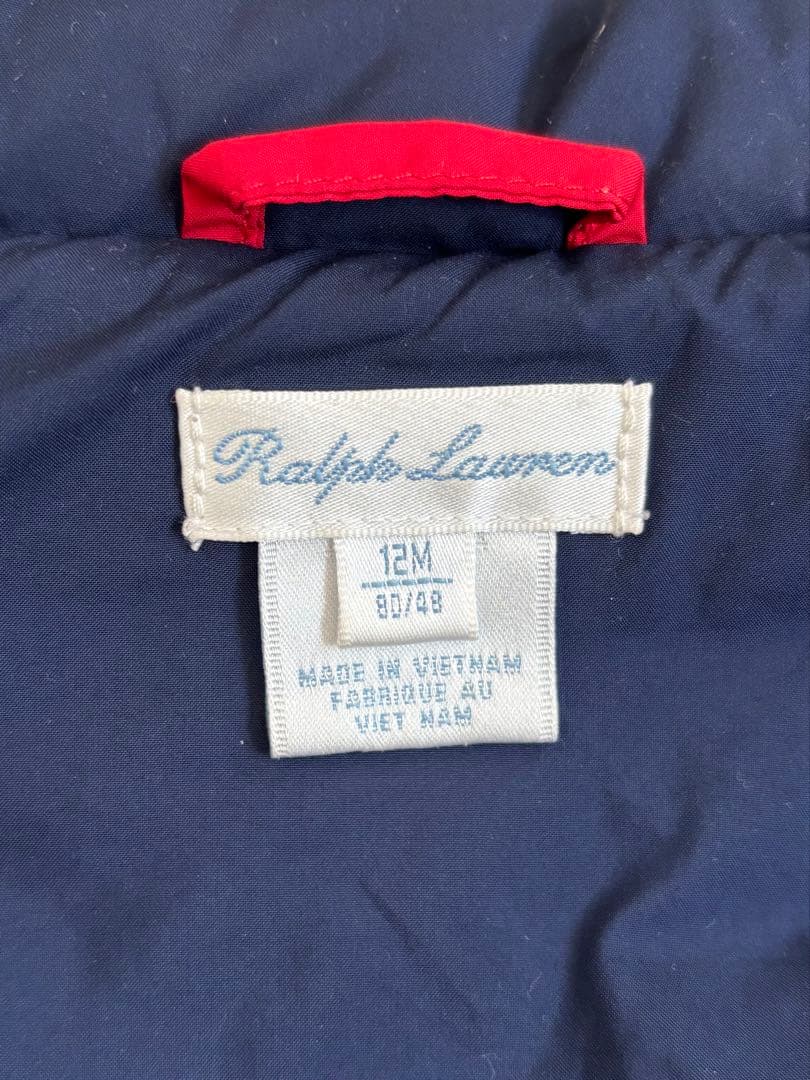 Ralph Lauren
12M
80/48
MADE IN VIETNAM
FABRIQUE AU
VIET NAM